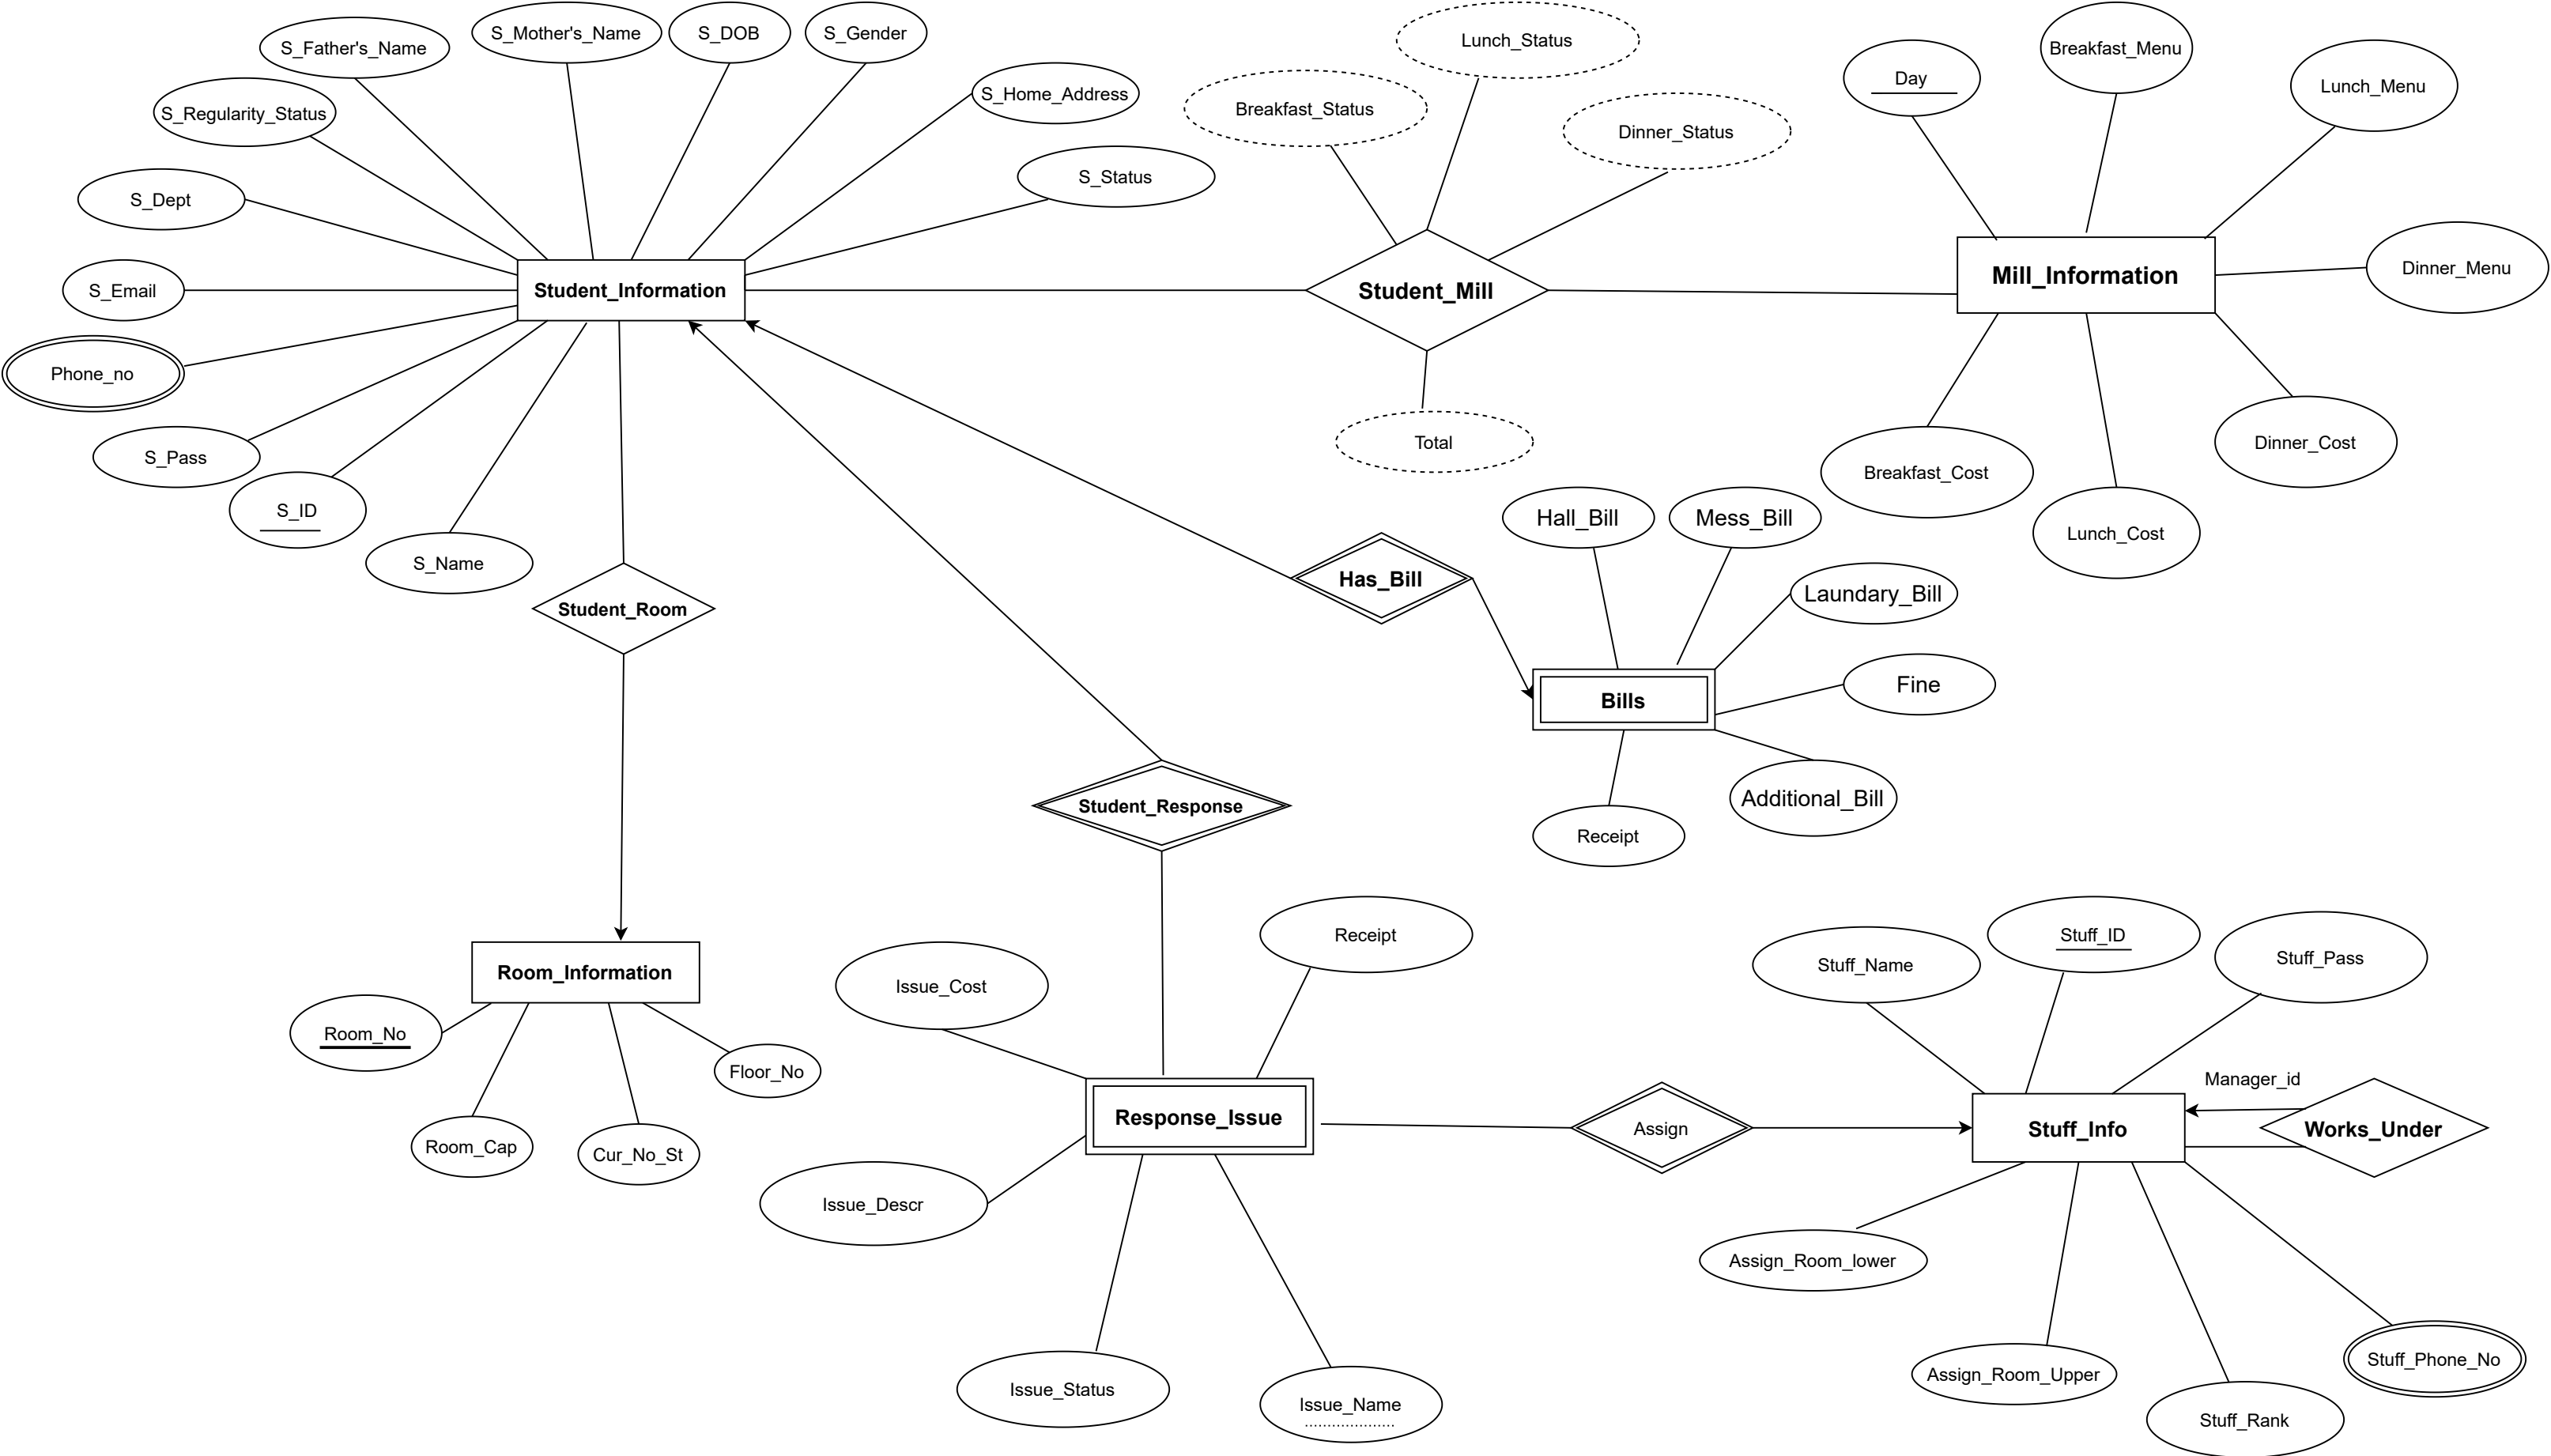 S_Father's_Name
S_Mother's_Name
S_DOB
S_Gender
S_Regularity_Status
S_Home_Address
S_Dept
S_Status
S_Email
Student_Information
Phone_no
S_Pass
S_ID
S_Name
Lunch_Status
Breakfast_Status
Dinner_Status
Student_Mill
Total
Day
Breakfast_Menu
Lunch_Menu
Mill_Information
Dinner_Menu
Breakfast_Cost
Lunch_Cost
Dinner_Cost
Student_Room
Has_Bill
Hall_Bill
Mess_Bill
Laundary_Bill
Bills
Fine
Additional_Bill
Receipt
Student_Response
Room_Information
Room_No
Floor_No
Room_Cap
Cur_No_St
Issue_Cost
Receipt
Response_Issue
Issue_Descr
Issue_Status
Issue_Name
Assign
Stuff_Name
Stuff_ID
Stuff_Pass
Manager_id
Stuff_Info
Works_Under
Assign_Room_lower
Assign_Room_Upper
Stuff_Rank
Stuff_Phone_No